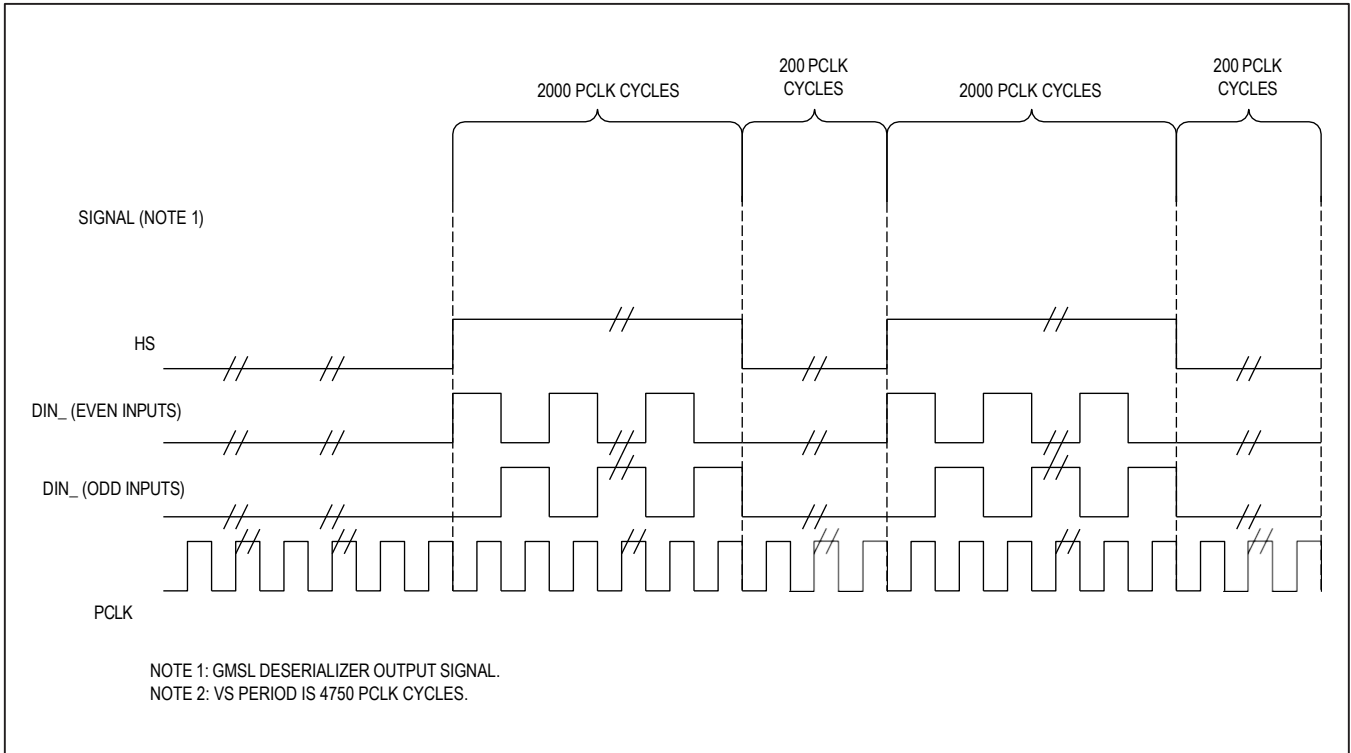 200 PCLK
CYCLES
200 PCLK
CYCLES
2000 PCLK CYCLES
2000 PCLK CYCLES
SIGNAL (NOTE 1)
HS
DIN_ (EVEN INPUTS)
DIN_ (ODD INPUTS)
PCLK
NOTE 1: GMSL DESERIALIZER OUTPUT SIGNAL.
NOTE 2: VS PERIOD IS 4750 PCLK CYCLES.